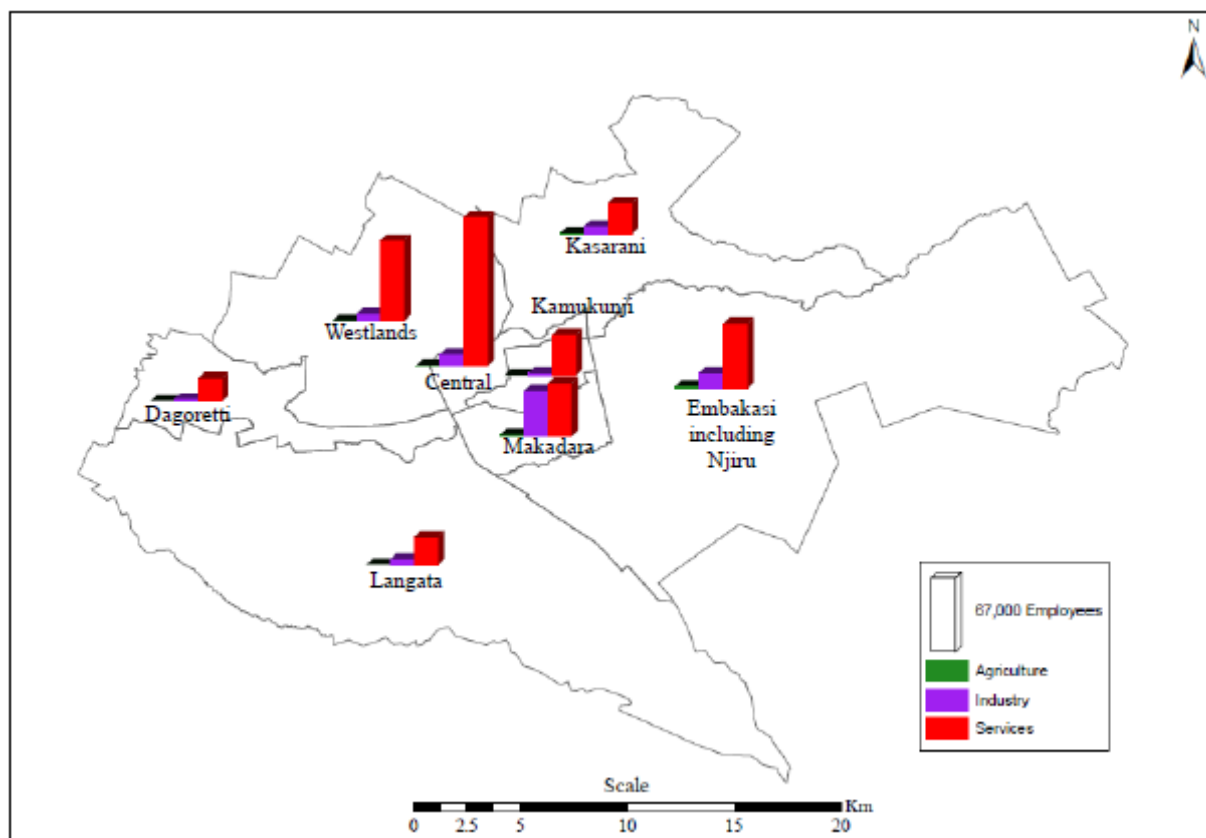 N
Kasarani
Kamukunji
Westlands
Central
Dagoretti
Embakasi
including
Njiru
Makadara
Langata
67,000 Employees
Agriculture
Industry
Services
Scale
Km
0 2.5 5 10 15 20